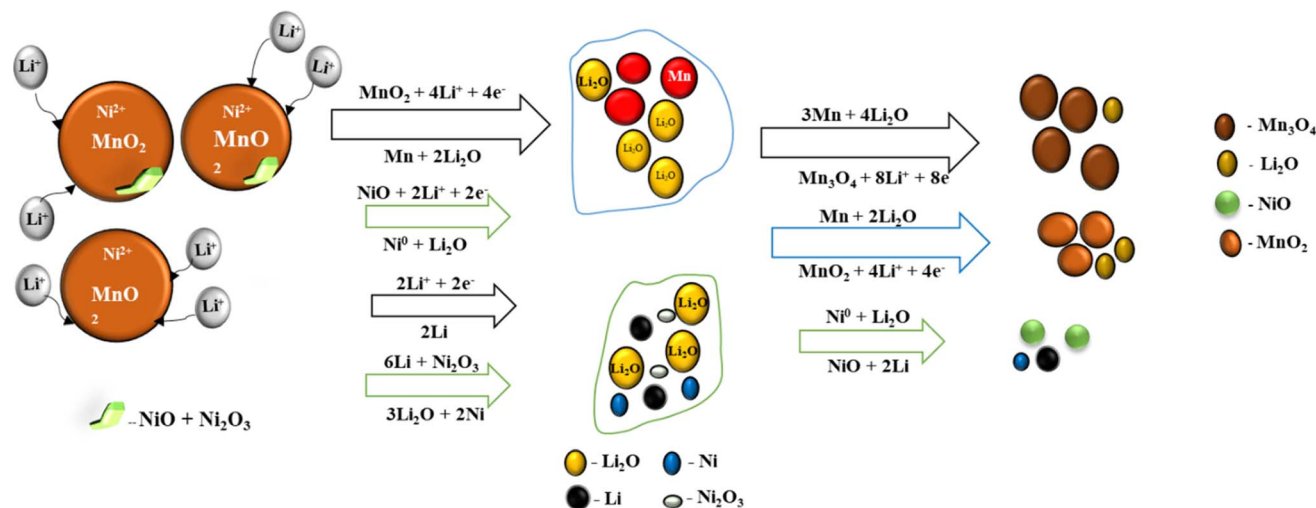 Li⁺
Li⁺
Li⁺
Ni²⁺
MnO₂
Ni²⁺
MnO
2
Li⁺
Ni²⁺
MnO
2
Li⁺
Li⁺
Li⁺
-- NiO + Ni₂O₃
MnO₂ + 4Li⁺ + 4e⁻
Mn + 2Li₂O
NiO + 2Li⁺ + 2e⁻
Ni⁰ + Li₂O
2Li⁺ + 2e⁻
2Li
6Li + Ni₂O₃
3Li₂O + 2Ni
Li₂O
Mn
Li₂O
Li₂O
Li₂O
Li₂O
Li₂O
Li₂O
- Li₂O
- Ni
- Li
- Ni₂O₃
3Mn + 4Li₂O
Mn₃O₄ + 8Li⁺ + 8e
Mn + 2Li₂O
MnO₂ + 4Li⁺ + 4e⁻
Ni⁰ + Li₂O
NiO + 2Li
- Mn₃O₄
- Li₂O
- NiO
- MnO₂